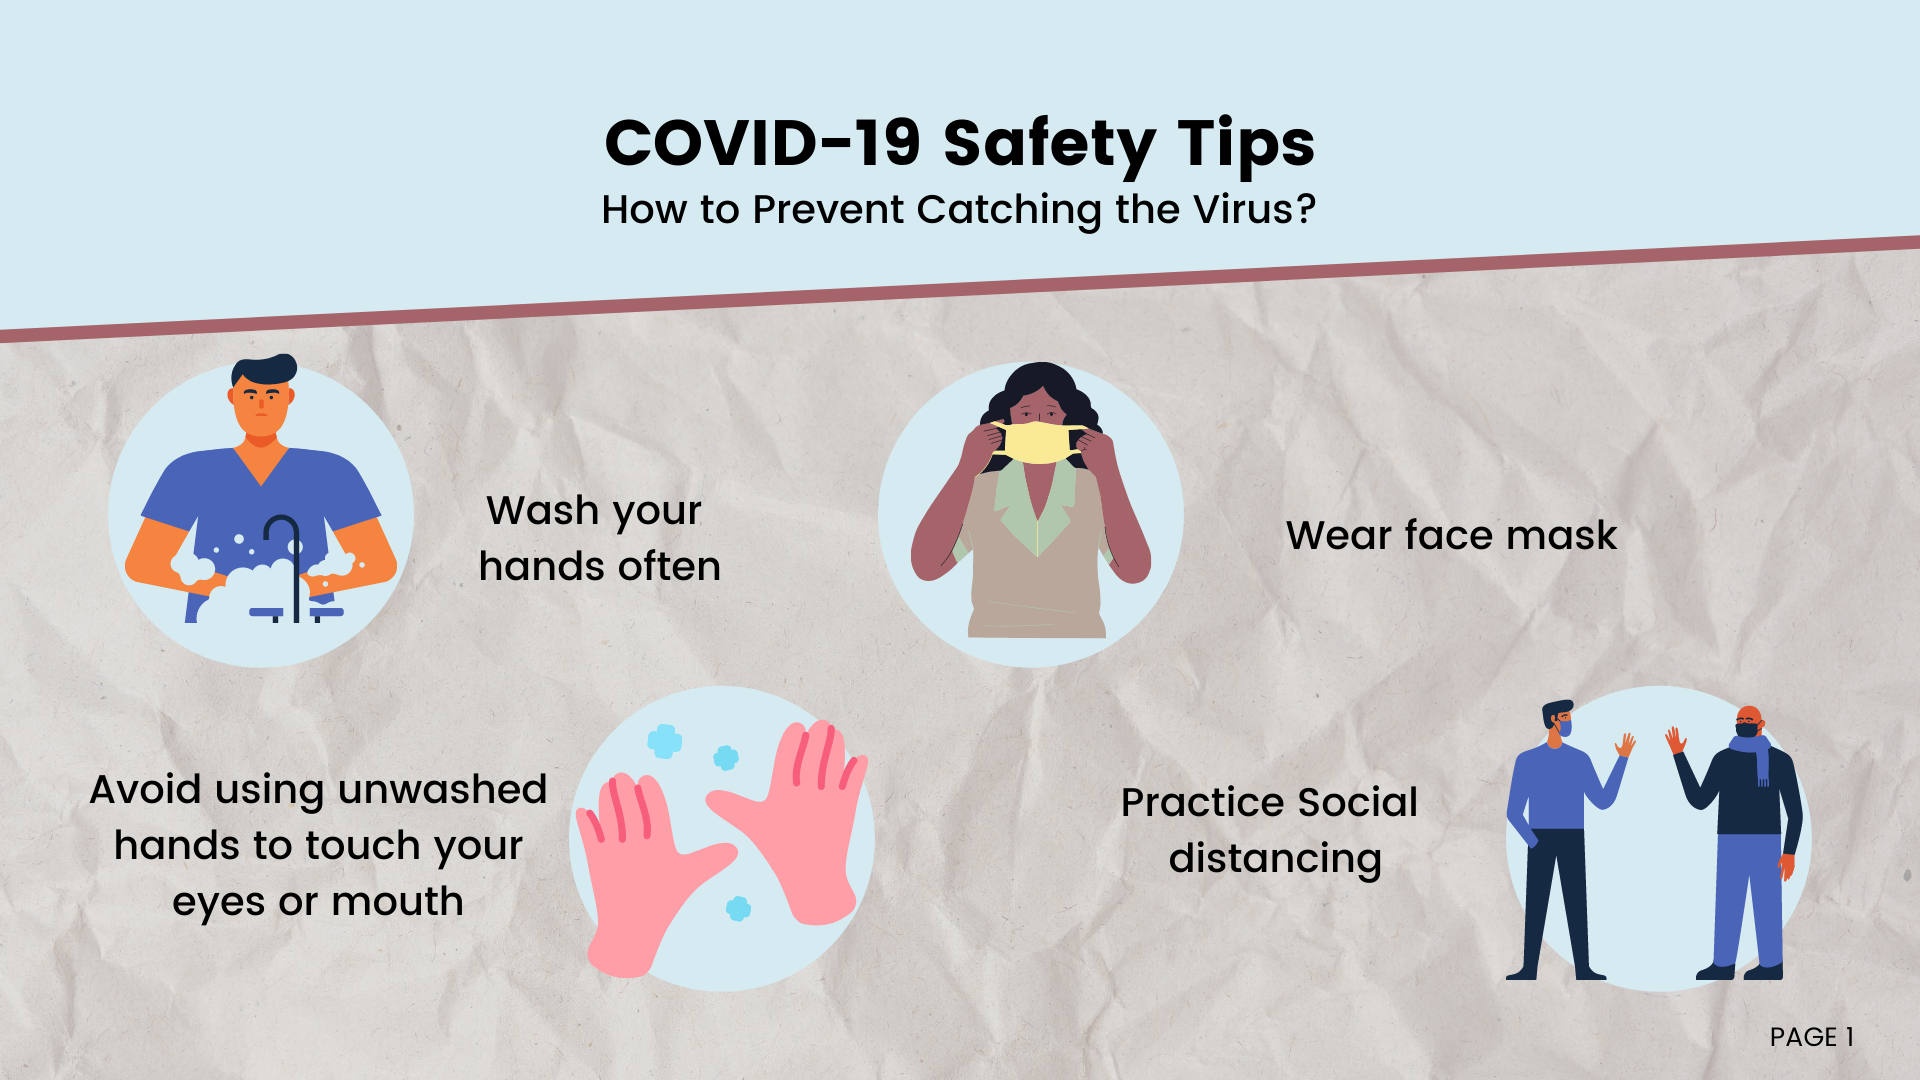 COVID-19 Safety Tips
How to Prevent Catching the Virus?
Wash your
hands often
Wear face mask
Avoid using unwashed
hands to touch your
eyes or mouth
Practice Social
distancing
PAGE 1